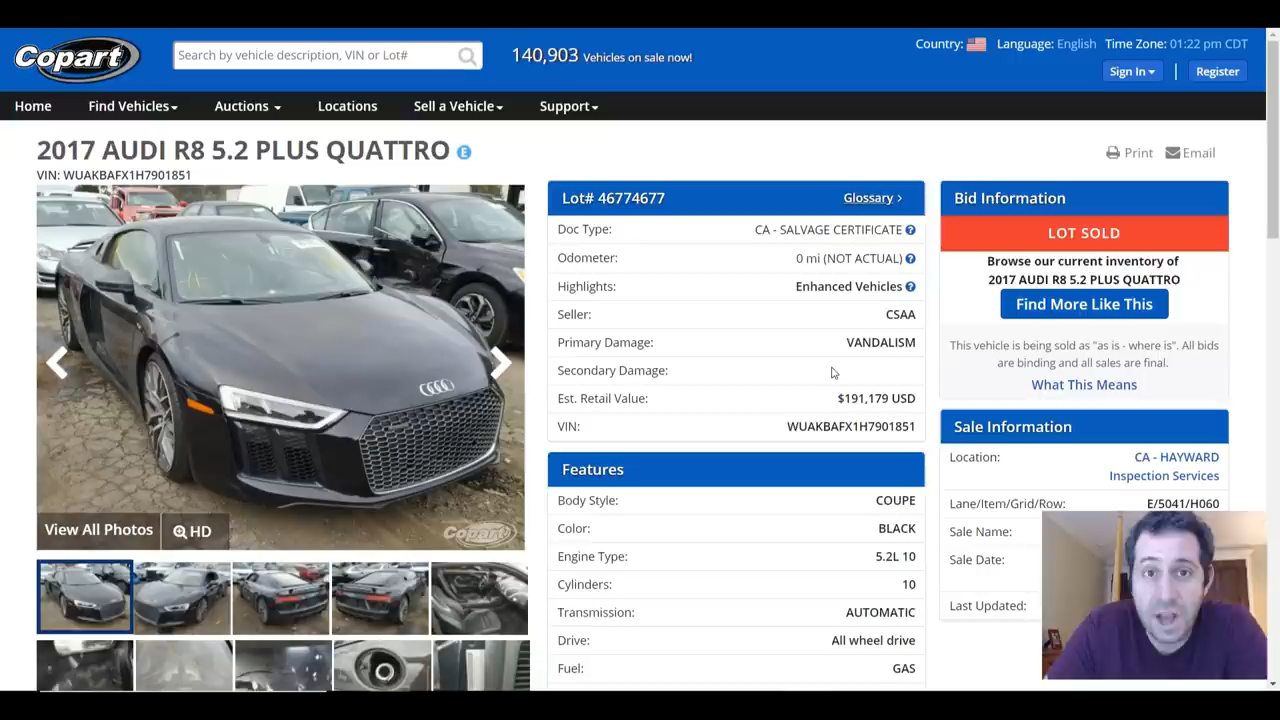 Copart
Search by vehicle description, VIN or Lot#
140,903 Vehicles on sale now!
Country: Language: English Time Zone: 01:22 pm CDT
Sign In | Register
Home Find Vehicles Auctions Locations Sell a Vehicle Support
2017 AUDI R8 5.2 PLUS QUATTRO E
VIN: WUAKBAFX1H7901851
Print Email
View All Photos HD
Copart
Lot# 46774677 Glossary >
Doc Type: CA - SALVAGE CERTIFICATE ?
Odometer: 0 mi (NOT ACTUAL) ?
Highlights: Enhanced Vehicles ?
Seller: CSAA
Primary Damage: VANDALISM
Secondary Damage:
Est. Retail Value: $191,179 USD
VIN: WUAKBAFX1H7901851
Features
Body Style: COUPE
Color: BLACK
Engine Type: 5.2L 10
Cylinders: 10
Transmission: AUTOMATIC
Drive: All wheel drive
Fuel: GAS
Bid Information
LOT SOLD
Browse our current inventory of
2017 AUDI R8 5.2 PLUS QUATTRO
Find More Like This
This vehicle is being sold as "as is - where is". All bids
are binding and all sales are final.
What This Means
Sale Information
Location: CA - HAYWARD
Inspection Services
Lane/Item/Grid/Row: E/5041/H060
Sale Name:
Sale Date:
Last Updated: